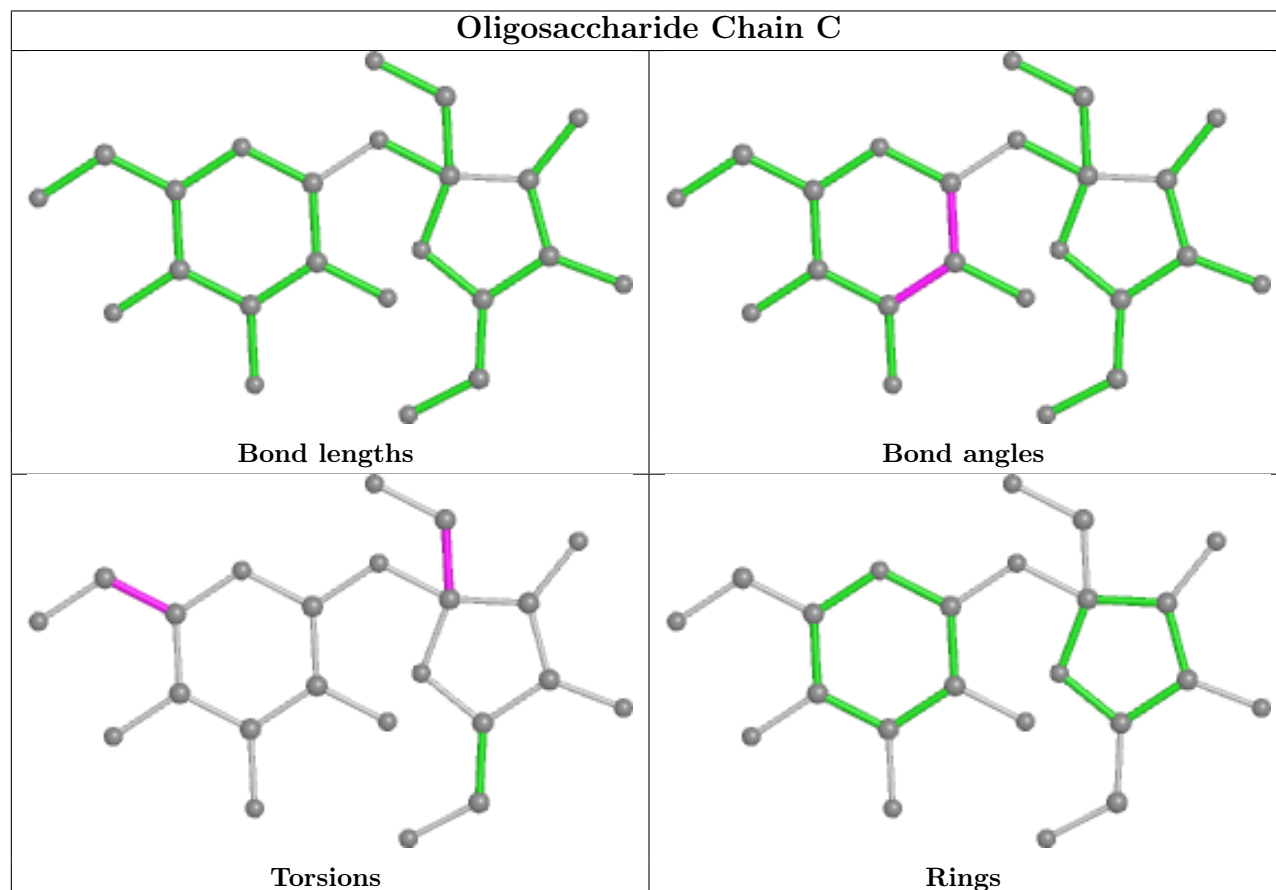 Oligosaccharide Chain C
Bond lengths
Bond angles
Torsions
Rings